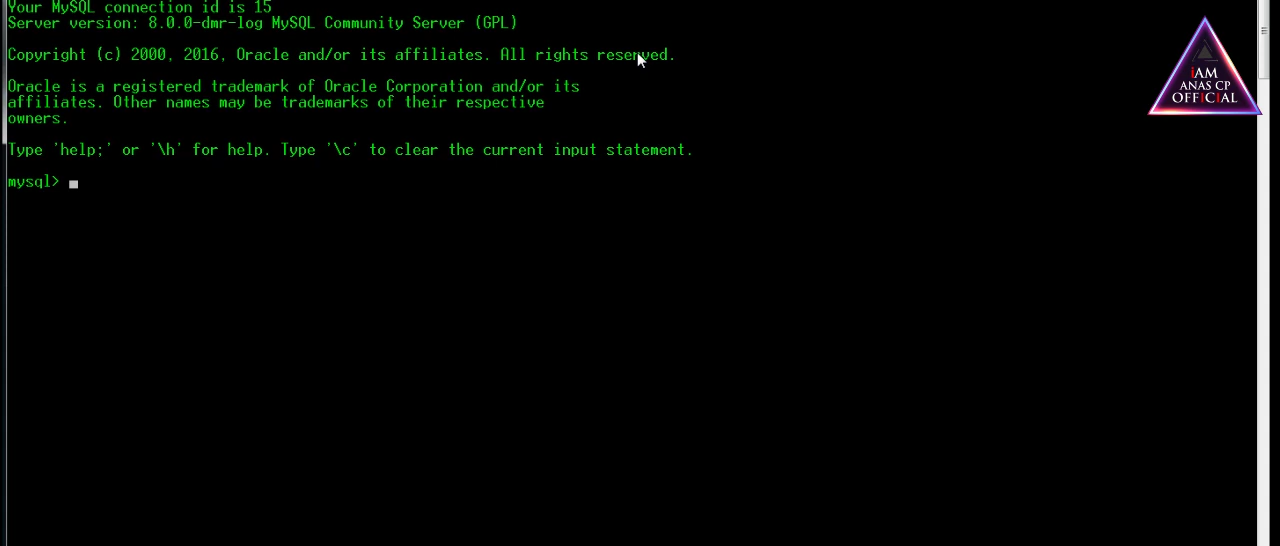 Your MySQL connection id is 15
Server version: 8.0.0-dmr-log MySQL Community Server (GPL)
Copyright (c) 2000, 2016, Oracle and/or its affiliates. All rights reserved.
Oracle is a registered trademark of Oracle Corporation and/or its
affiliates. Other names may be trademarks of their respective
owners.
Type 'help;' or '\h' for help. Type '\c' to clear the current input statement.
mysql>
iAM
ANAS CP
OFFICIAL